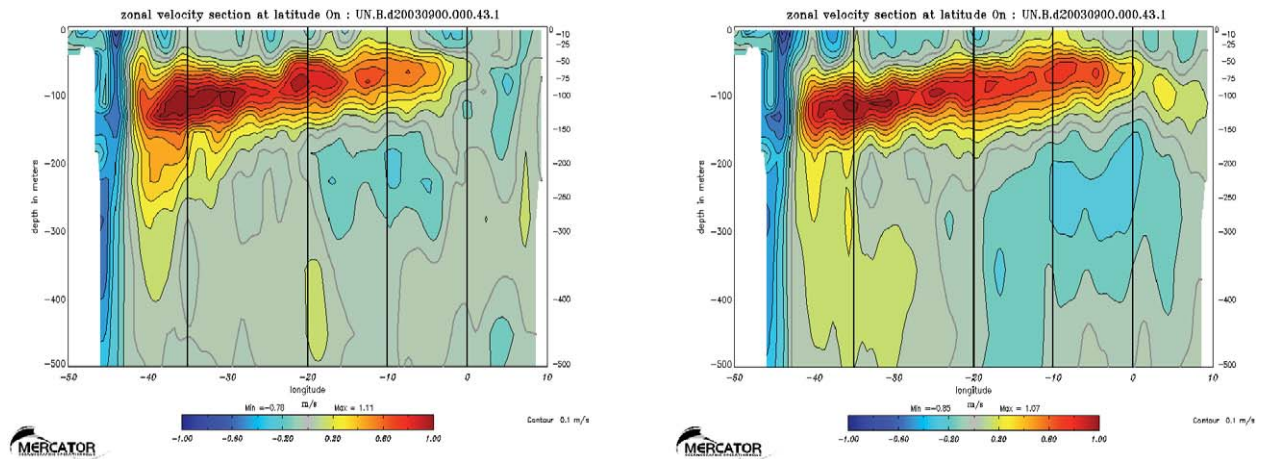 zonal velocity section at latitude 0n : UN.B.d20030900.000.43.1
0
-100
-200
-300
-400
-500
depth in meters
-10
-25
-50
-75
-100
-150
-200
-250
-300
-400
-500
-50 -40 -30 -20 -10 0 10
longitude
m/s
Min =-0.78 Max = 1.11
-1.00 -0.60 -0.20 0.20 0.60 1.00
Contour 0.1 m/s
MERCATOR
zonal velocity section at latitude 0n : UN.B.d20030900.000.43.1
0
-100
-200
-300
-400
-500
depth in meters
-10
-25
-50
-75
-100
-150
-200
-250
-300
-400
-500
-50 -40 -30 -20 -10 0 10
longitude
m/s
Min =-0.85 Max = 1.07
-1.00 -0.60 -0.20 0.20 0.60 1.00
Contour 0.1 m/s
MERCATOR